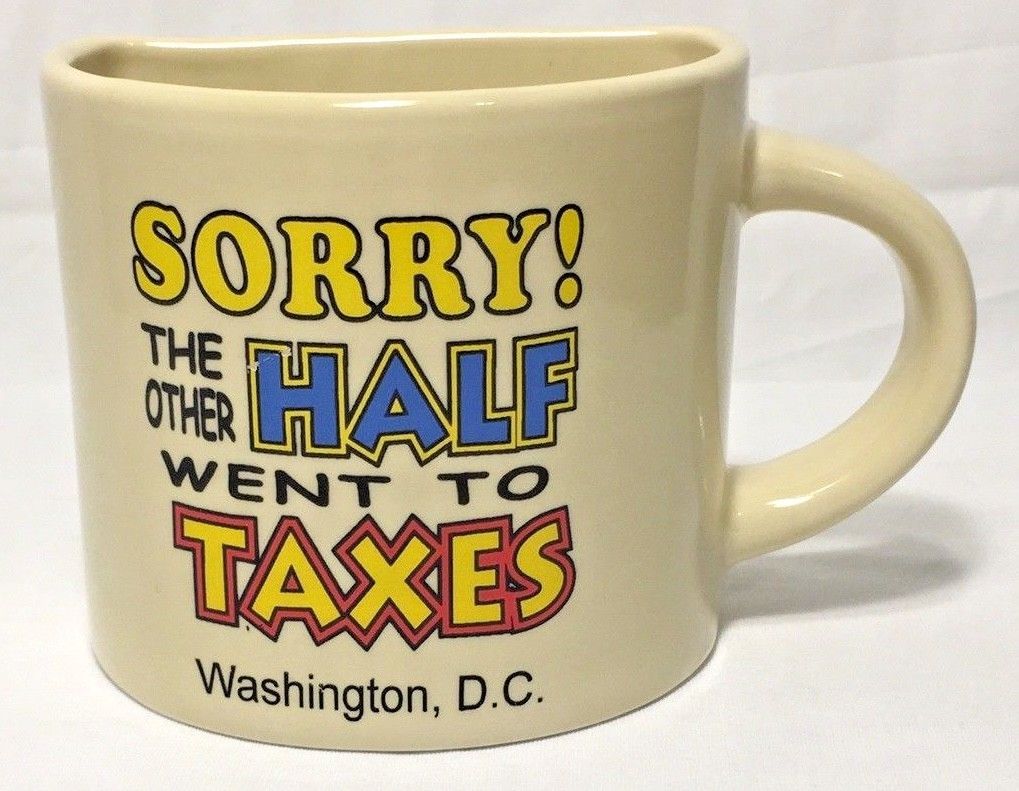 SORRY!
THE OTHER HALF
WENT TO
TAXES
Washington, D.C.